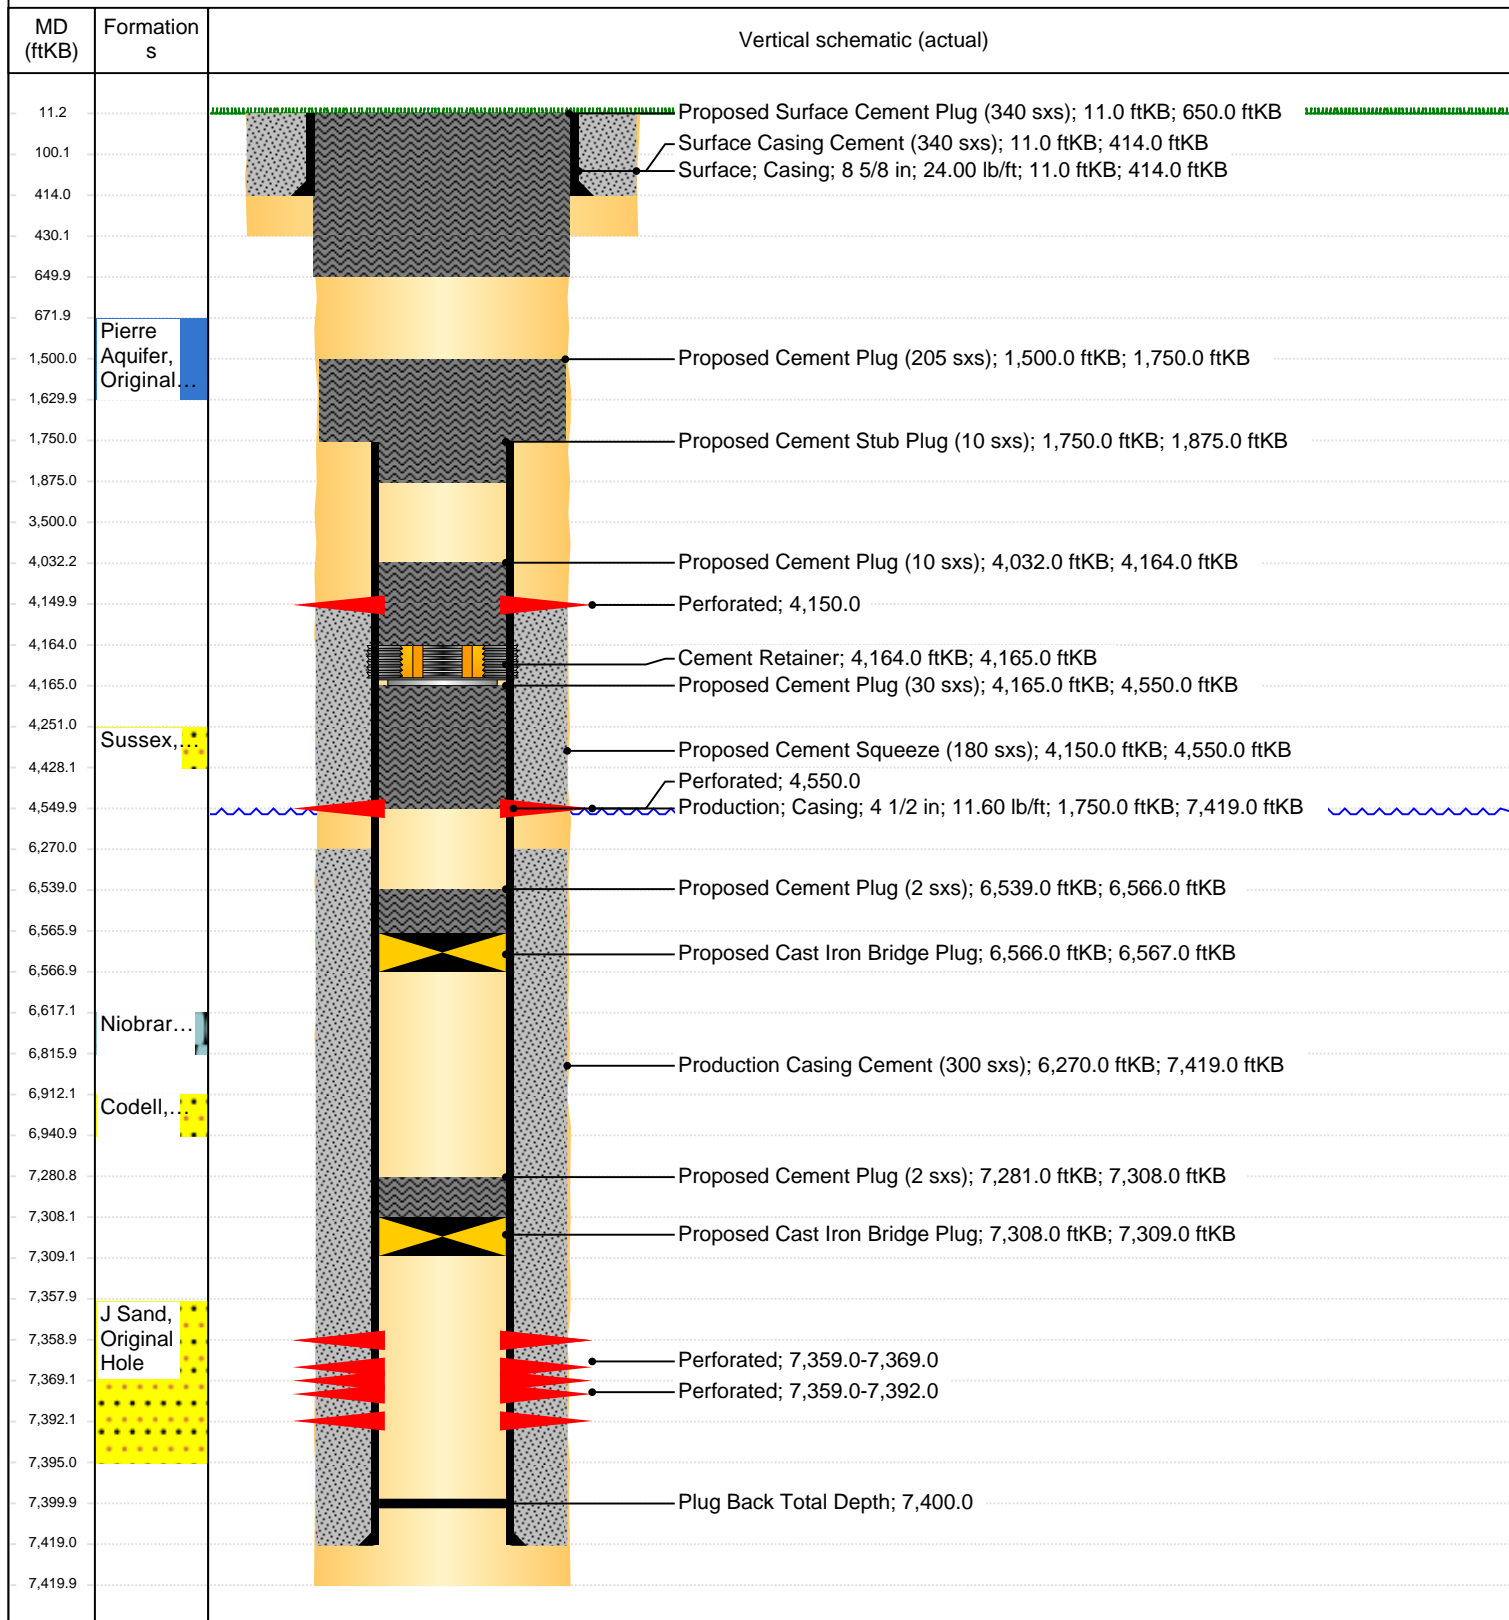 MD
(ftKB)
Formation
s
Vertical schematic (actual)
11.2
100.1
414.0
430.1
649.9
671.9
1,500.0
1,629.9
1,750.0
1,875.0
3,500.0
4,032.2
4,149.9
4,164.0
4,165.0
4,251.0
4,428.1
4,549.9
6,270.0
6,539.0
6,565.9
6,566.9
6,617.1
6,815.9
6,912.1
6,940.9
7,280.8
7,308.1
7,309.1
7,357.9
7,358.9
7,369.1
7,392.1
7,395.0
7,399.9
7,419.0
7,419.9
Pierre
Aquifer,
Original...
Sussex,...
Niobrar...
Codell,...
J Sand,
Original
Hole
Proposed Surface Cement Plug (340 sxs); 11.0 ftKB; 650.0 ftKB
Surface Casing Cement (340 sxs); 11.0 ftKB; 414.0 ftKB
Surface; Casing; 8 5/8 in; 24.00 lb/ft; 11.0 ftKB; 414.0 ftKB
Proposed Cement Plug (205 sxs); 1,500.0 ftKB; 1,750.0 ftKB
Proposed Cement Stub Plug (10 sxs); 1,750.0 ftKB; 1,875.0 ftKB
Proposed Cement Plug (10 sxs); 4,032.0 ftKB; 4,164.0 ftKB
Perforated; 4,150.0
Cement Retainer; 4,164.0 ftKB; 4,165.0 ftKB
Proposed Cement Plug (30 sxs); 4,165.0 ftKB; 4,550.0 ftKB
Proposed Cement Squeeze (180 sxs); 4,150.0 ftKB; 4,550.0 ftKB
Perforated; 4,550.0
Production; Casing; 4 1/2 in; 11.60 lb/ft; 1,750.0 ftKB; 7,419.0 ftKB
Proposed Cement Plug (2 sxs); 6,539.0 ftKB; 6,566.0 ftKB
Proposed Cast Iron Bridge Plug; 6,566.0 ftKB; 6,567.0 ftKB
Production Casing Cement (300 sxs); 6,270.0 ftKB; 7,419.0 ftKB
Proposed Cement Plug (2 sxs); 7,281.0 ftKB; 7,308.0 ftKB
Proposed Cast Iron Bridge Plug; 7,308.0 ftKB; 7,309.0 ftKB
Perforated; 7,359.0-7,369.0
Perforated; 7,359.0-7,392.0
Plug Back Total Depth; 7,400.0